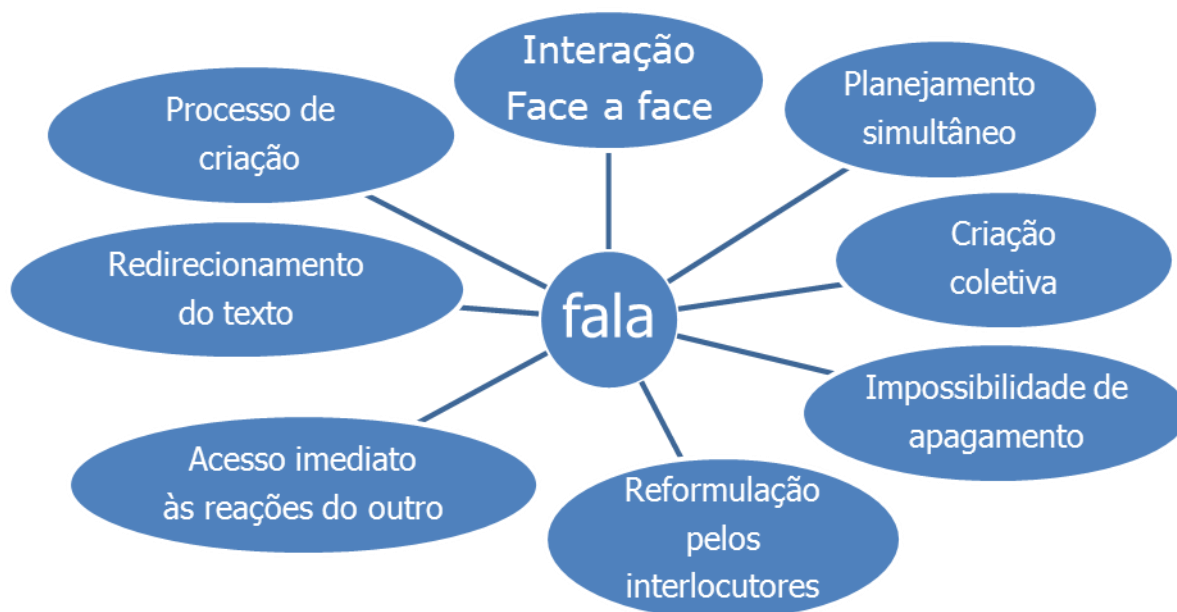 Interação
Face a face
Planejamento
simultâneo
Criação
coletiva
Impossibilidade de
apagamento
Reformulação
pelos
interlocutores
Acesso imediato
às reações do outro
Redirecionamento
do texto
Processo de
criação
fala